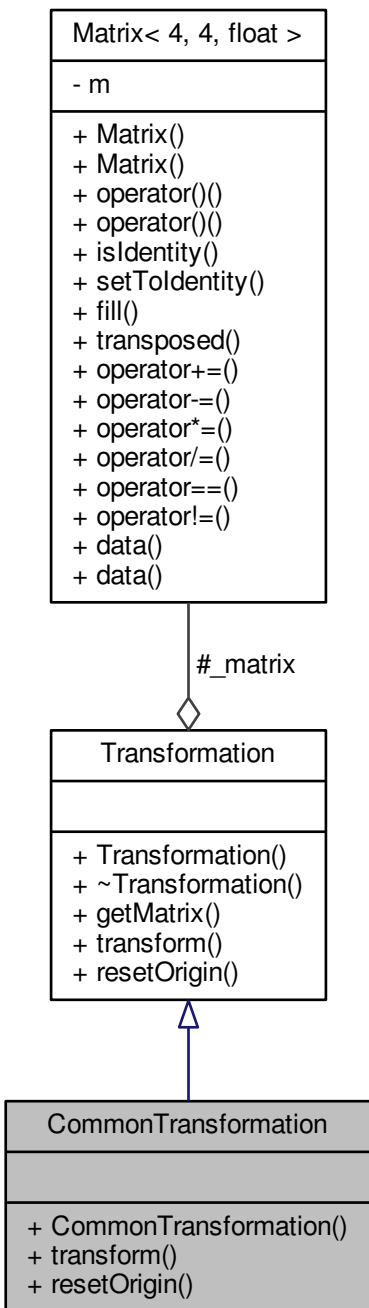 Matrix< 4, 4, float >
- m
+ Matrix()
+ Matrix()
+ operator()()
+ operator()()
+ isIdentity()
+ setToIdentity()
+ fill()
+ transposed()
+ operator+=()
+ operator-=()
+ operator*=()
+ operator/=()
+ operator==()
+ operator!=()
+ data()
+ data()
#_matrix
Transformation
+ Transformation()
+ ~Transformation()
+ getMatrix()
+ transform()
+ resetOrigin()
CommonTransformation
+ CommonTransformation()
+ transform()
+ resetOrigin()